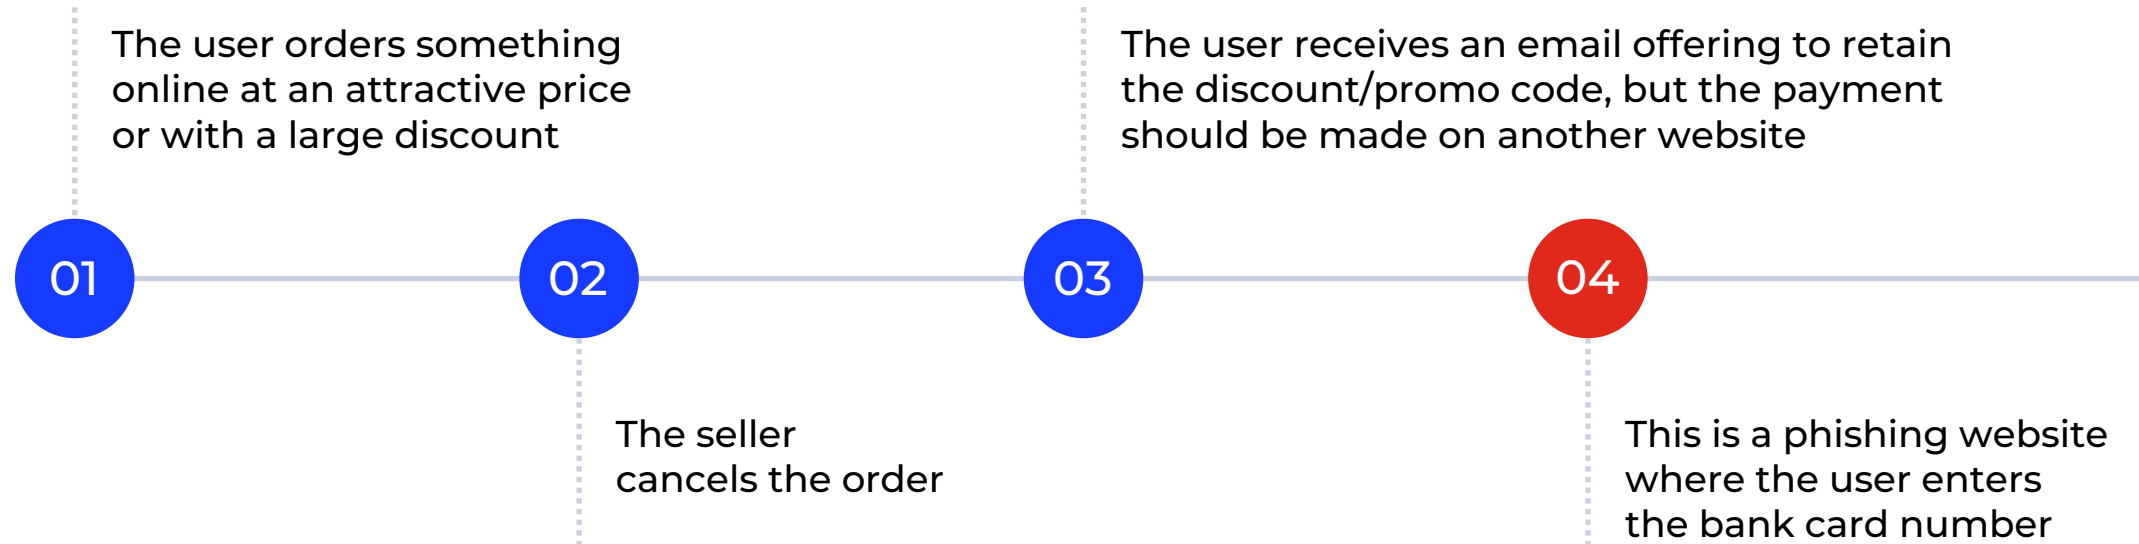 The user orders something
online at an attractive price
or with a large discount
The user receives an email offering to retain
the discount/promo code, but the payment
should be made on another website
01
02
03
04
The seller
cancels the order
This is a phishing website
where the user enters
the bank card number